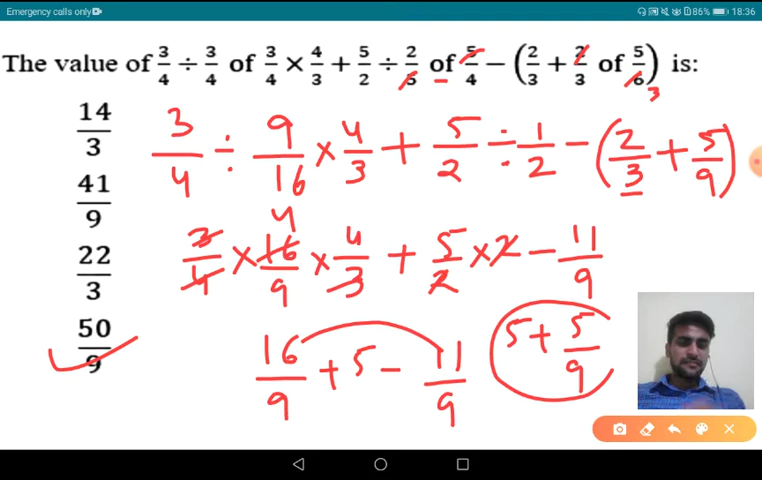 Emergency calls only 86% 18:36
The value of 3/4 ÷ 3/4 of 3/4 × 4/3 + 5/2 ÷ 2/5 of 5/4 − (2/3 + 2/3 of 5/6) is:
3
14/3
3/4 ÷ 9/16 × 4/3 + 5/2 ÷ 1/2 − (2/3 + 5/9)
41/9
4
22/3
3/4 × 16/9 × 4/3 + 5/2 × 2 − 11/9
50/9
16/9 + 5 − 11/9
5 + 5/9